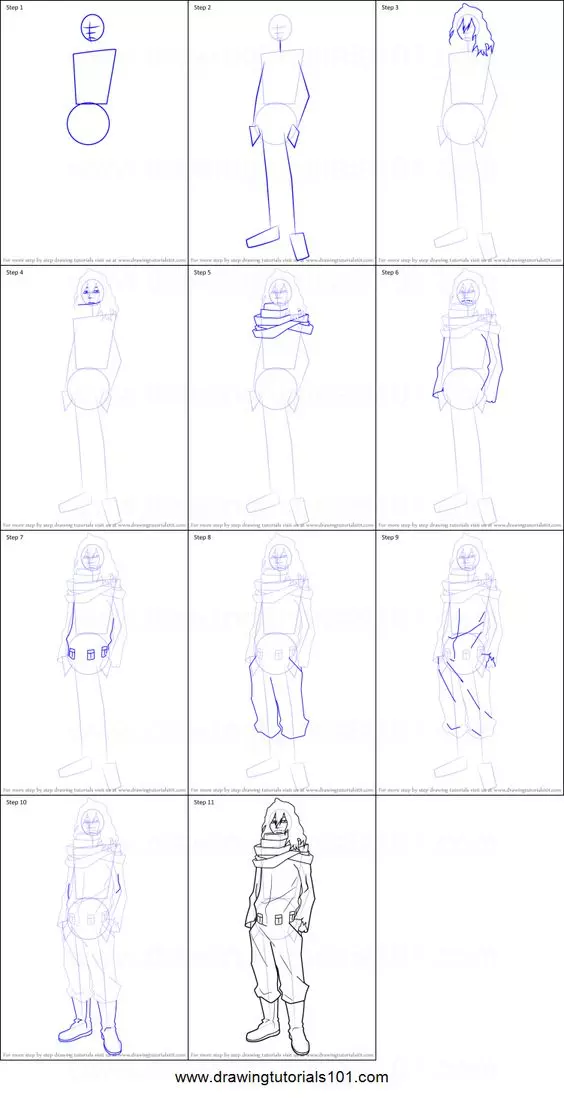 Step 1
Step 2
Step 3
For more step by step drawing tutorials visit us at www.drawingtutorials101.com
For more step by step drawing tutorials visit us at www.drawingtutorials101.com
For more step by step drawing tutorials visit us at www.drawingtutorials101.com
Step 4
Step 5
Step 6
For more step by step drawing tutorials visit us at www.drawingtutorials101.com
For more step by step drawing tutorials visit us at www.drawingtutorials101.com
For more step by step drawing tutorials visit us at www.drawingtutorials101.com
Step 7
Step 8
Step 9
For more step by step drawing tutorials visit us at www.drawingtutorials101.com
For more step by step drawing tutorials visit us at www.drawingtutorials101.com
For more step by step drawing tutorials visit us at www.drawingtutorials101.com
Step 10
Step 11
For more step by step drawing tutorials visit us at www.drawingtutorials101.com
For more step by step drawing tutorials visit us at www.drawingtutorials101.com
www.drawingtutorials101.com